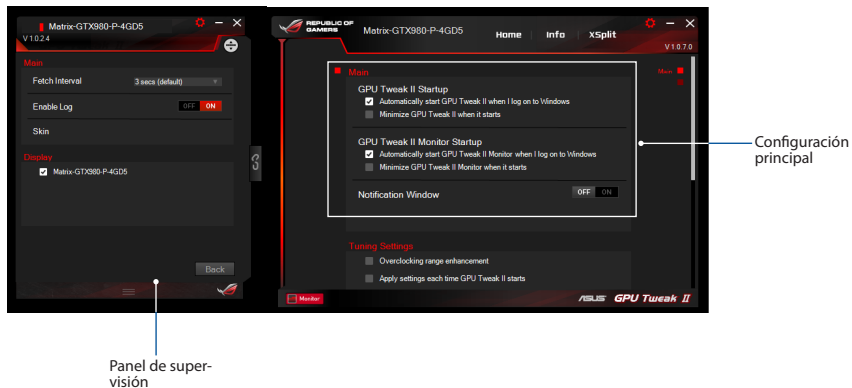 Matrix-GTX980-P-4GD5
V 1.0.2.4
Main
Fetch Interval 3 secs (default)
Enable Log OFF ON
Skin
Display
Matrix-GTX980-P-4GD5
Back
REPUBLIC OF
GAMERS
Matrix-GTX980-P-4GD5 Home Info XSplit
V 1.0.7.0
Main
Main
GPU Tweak II Startup
Automatically start GPU Tweak II when I log on to Windows
Minimize GPU Tweak II when it starts
GPU Tweak II Monitor Startup
Automatically start GPU Tweak II Monitor when I log on to Windows
Minimize GPU Tweak II Monitor when it starts
Notification Window OFF ON
Tuning Settings
Overclocking range enhancement
Apply settings each time GPU Tweak II starts
Monitor
ASUS GPU Tweak II
Configuración
principal
Panel de super-
visión